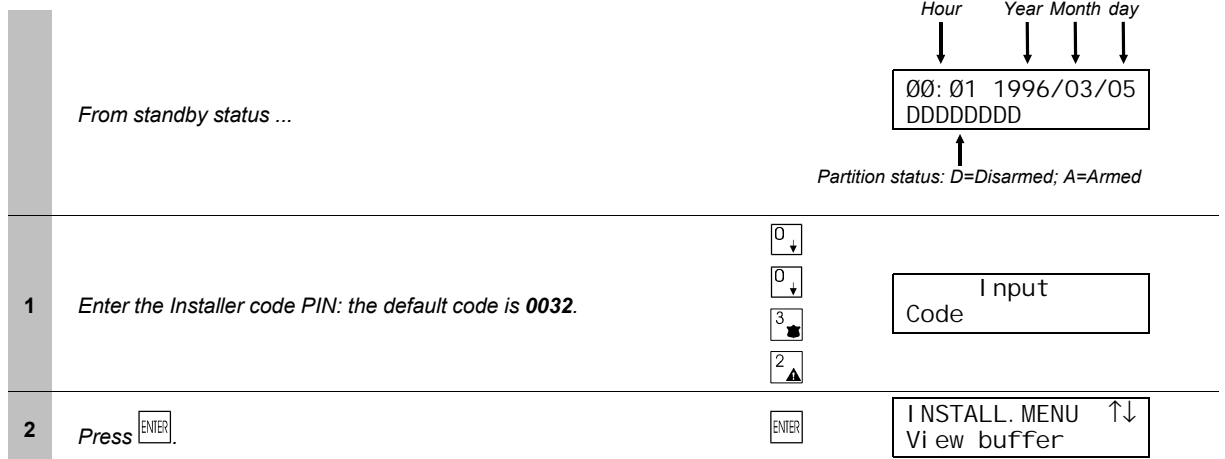 Hour Year Month day
ØØ:Ø1 1996/03/05
From standby status ...
DDDDDDDD
Partition status: D=Disarmed; A=Armed
0
0
Input
1 Enter the Installer code PIN: the default code is 0032.
Code
3
2
INSTALL.MENU ↑↓
2 Press ENTER. ENTER
View buffer